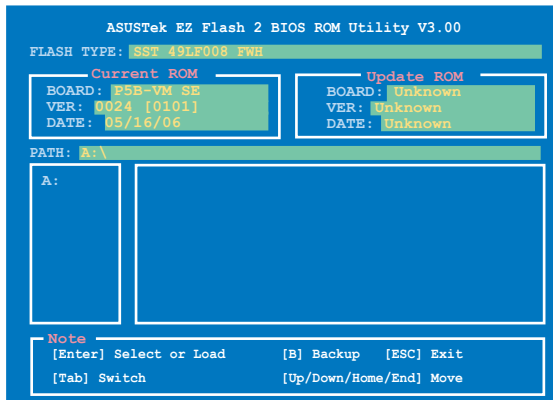 ASUSTek EZ Flash 2 BIOS ROM Utility V3.00
FLASH TYPE: SST 49LF008 FWH
Current ROM
BOARD: P5B-VM SE
VER: 0024 [0101]
DATE: 05/16/06
Update ROM
BOARD: Unknown
VER: Unknown
DATE: Unknown
PATH: A:\
A:
Note
[Enter] Select or Load [B] Backup [ESC] Exit
[Tab] Switch [Up/Down/Home/End] Move